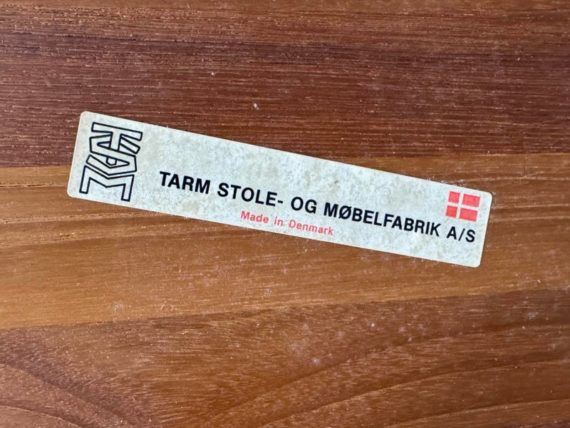 TARM STOLE- OG MØBELFABRIK A/S
Made in Denmark